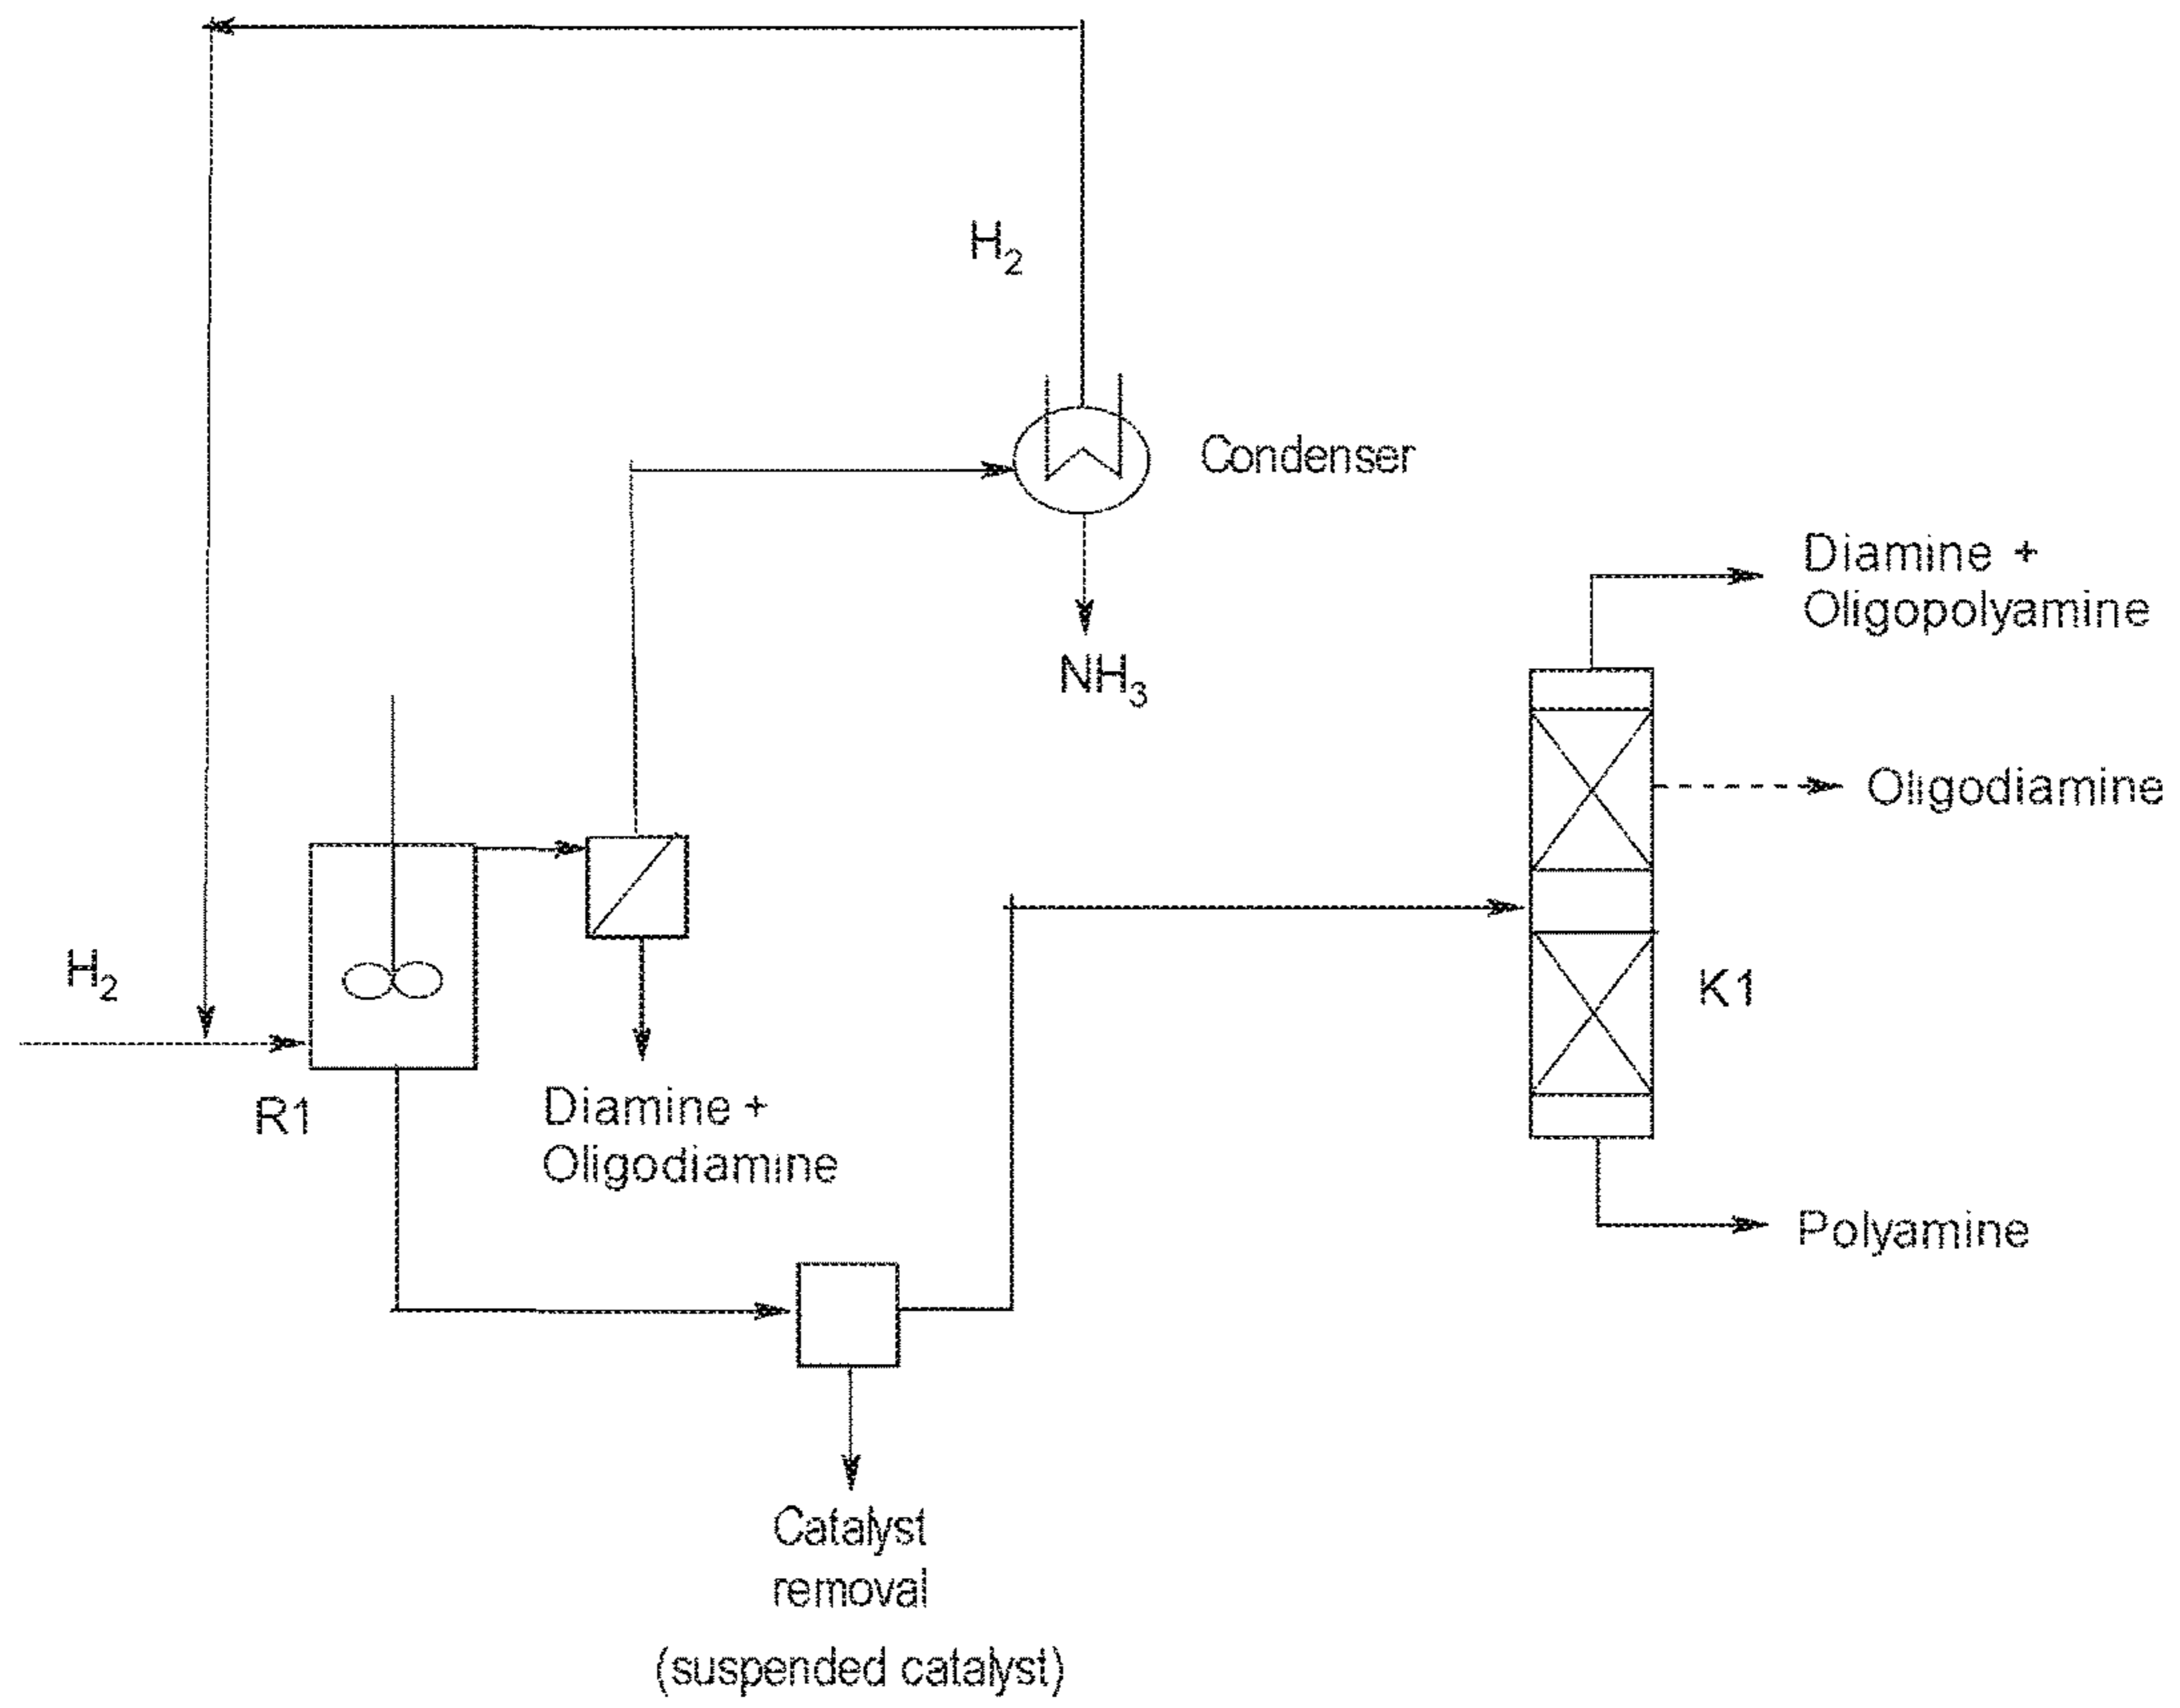 H2
Condenser
Diamine +
Oligopolyamine
NH3
Oligodiamine
H2
K1
R1
Diamine +
Oligodiamine
Polyamine
Catalyst
removal
(suspended catalyst)